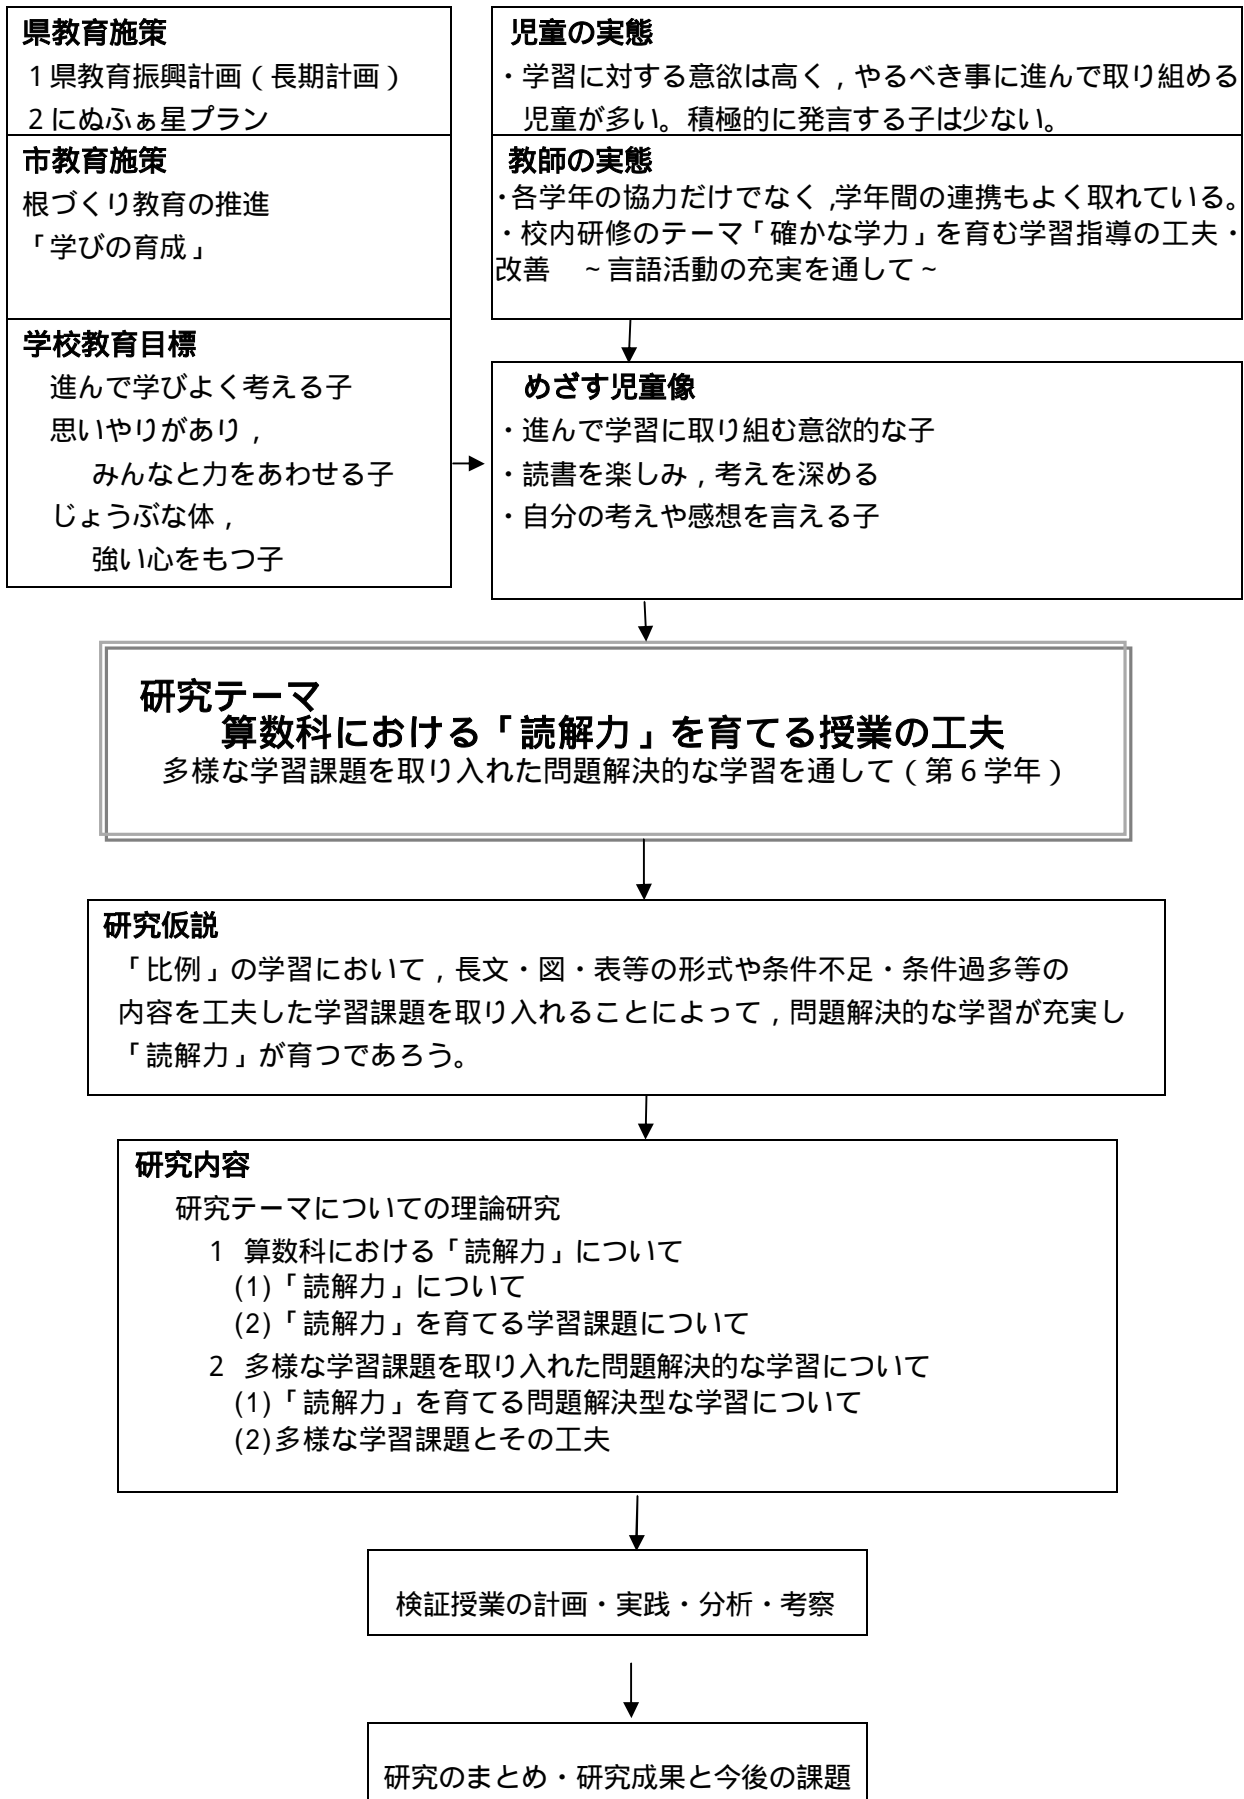 県教育施策
1県教育振興計画（長期計画）
2にぬふぁ星プラン
市教育施策
根づくり教育の推進
「学びの育成」
学校教育目標
進んで学びよく考える子
思いやりがあり，
みんなと力をあわせる子
じょうぶな体，
強い心をもつ子
児童の実態
・学習に対する意欲は高く，やるべき事に進んで取り組める
児童が多い。積極的に発言する子は少ない。
教師の実態
・各学年の協力だけでなく,学年間の連携もよく取れている。
・校内研修のテーマ「確かな学力」を育む学習指導の工夫・
改善　～言語活動の充実を通して～
めざす児童像
・進んで学習に取り組む意欲的な子
・読書を楽しみ，考えを深める
・自分の考えや感想を言える子
研究テーマ
算数科における「読解力」を育てる授業の工夫
多様な学習課題を取り入れた問題解決的な学習を通して（第6学年）
研究仮説
「比例」の学習において，長文・図・表等の形式や条件不足・条件過多等の
内容を工夫した学習課題を取り入れることによって，問題解決的な学習が充実し
「読解力」が育つであろう。
研究内容
研究テーマについての理論研究
1 算数科における「読解力」について
(1)「読解力」について
(2)「読解力」を育てる学習課題について
2 多様な学習課題を取り入れた問題解決的な学習について
(1)「読解力」を育てる問題解決型な学習について
(2)多様な学習課題とその工夫
検証授業の計画・実践・分析・考察
研究のまとめ・研究成果と今後の課題